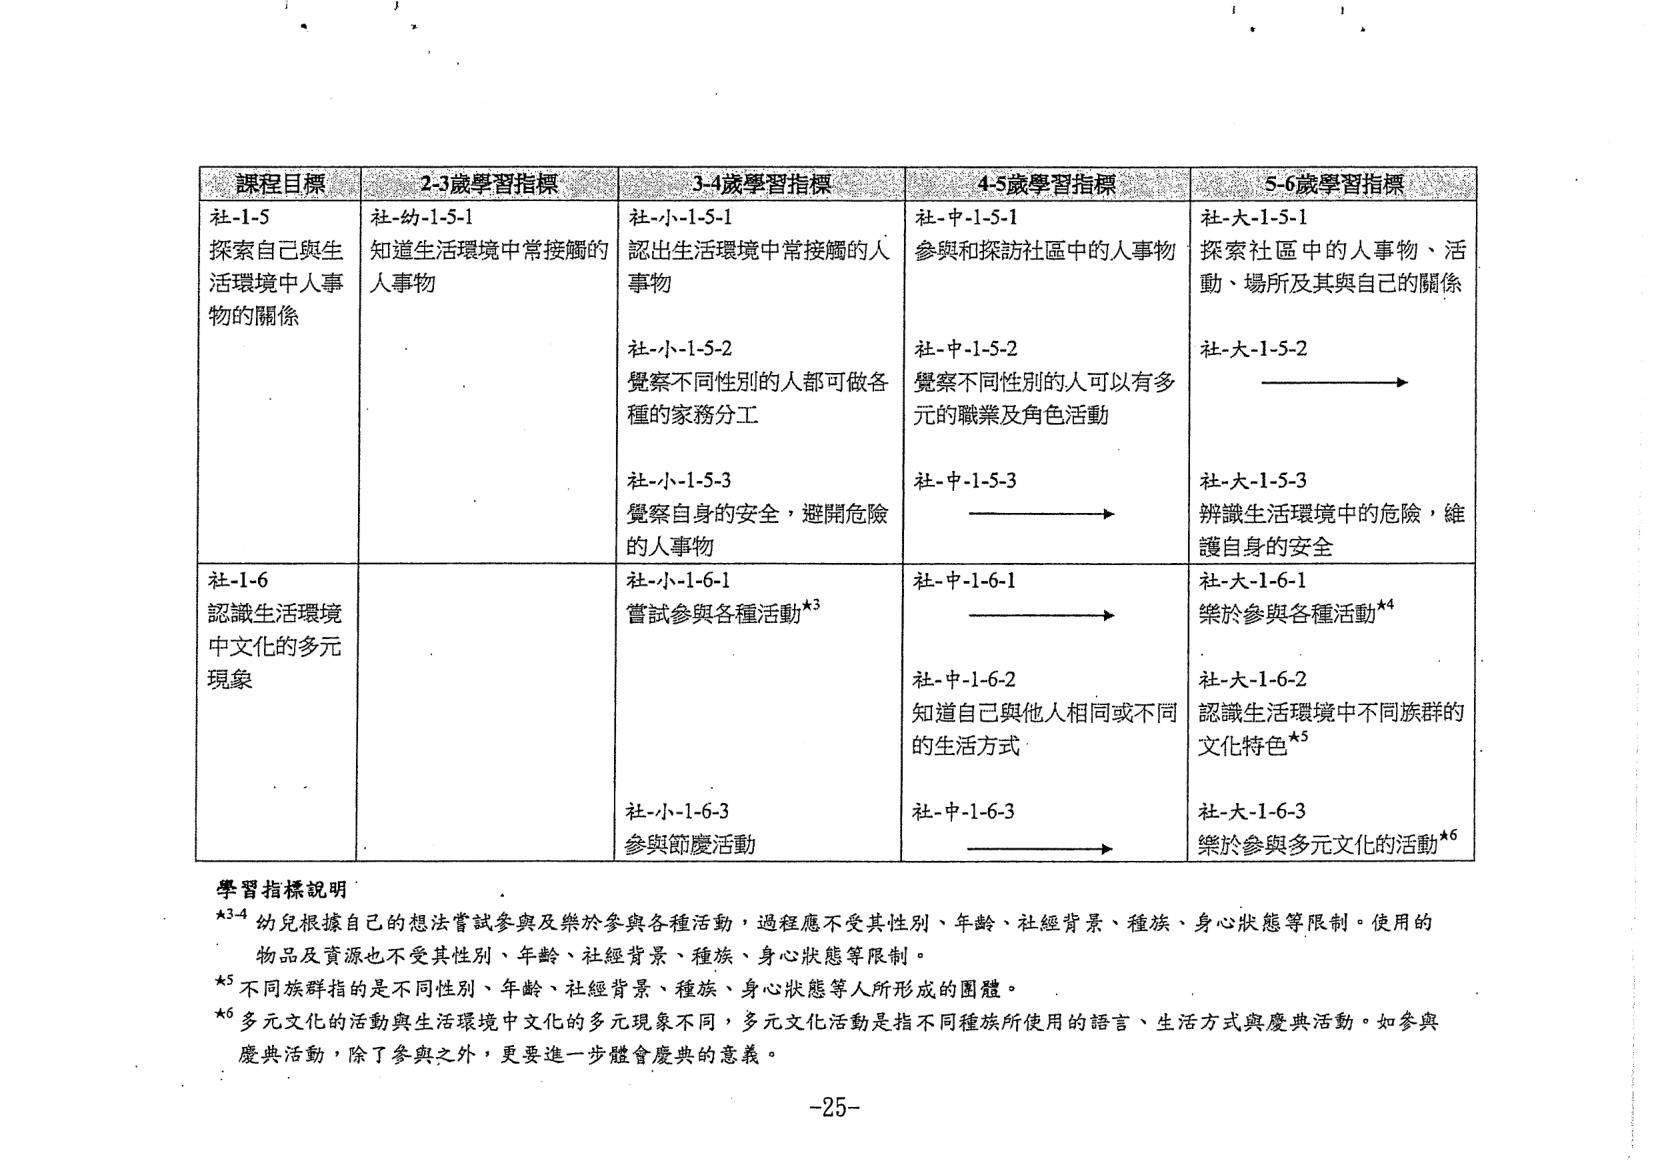 課程目標
2-3歲學習指標
3-4歲學習指標
4-5歲學習指標
5-6歲學習指標
社-1-5
探索自己與生
活環境中人事
物的關係
社-幼-1-5-1
知道生活環境中常接觸的
人事物
社-小-1-5-1
認出生活環境中常接觸的人
事物
社-小-1-5-2
覺察不同性別的人都可做各
種的家務分工
社-小-1-5-3
覺察自身的安全，避開危險
的人事物
社-中-1-5-1
參與和探訪社區中的人事物
社-中-1-5-2
覺察不同性別的人可以有多
元的職業及角色活動
社-中-1-5-3
→
社-大-1-5-1
探索社區中的人事物、活
動、場所及其與自己的關係
社-大-1-5-2
→
社-大-1-5-3
辨識生活環境中的危險，維
護自身的安全
社-1-6
認識生活環境
中文化的多元
現象
社-小-1-6-1
嘗試參與各種活動★3
社-小-1-6-3
參與節慶活動
社-中-1-6-1
→
社-中-1-6-2
知道自己與他人相同或不同
的生活方式
社-中-1-6-3
→
社-大-1-6-1
樂於參與各種活動★4
社-大-1-6-2
認識生活環境中不同族群的
文化特色★5
社-大-1-6-3
樂於參與多元文化的活動★6
學習指標說明
★3-4 幼兒根據自己的想法嘗試參與及樂於參與各種活動，過程應不受其性別、年齡、社經背景、種族、身心狀態等限制。使用的
物品及資源也不受其性別、年齡、社經背景、種族、身心狀態等限制。
★5 不同族群指的是不同性別、年齡、社經背景、種族、身心狀態等人所形成的團體。
★6 多元文化的活動與生活環境中文化的多元現象不同，多元文化活動是指不同種族所使用的語言、生活方式與慶典活動。如參與
慶典活動，除了參與之外，更要進一步體會慶典的意義。
-25-